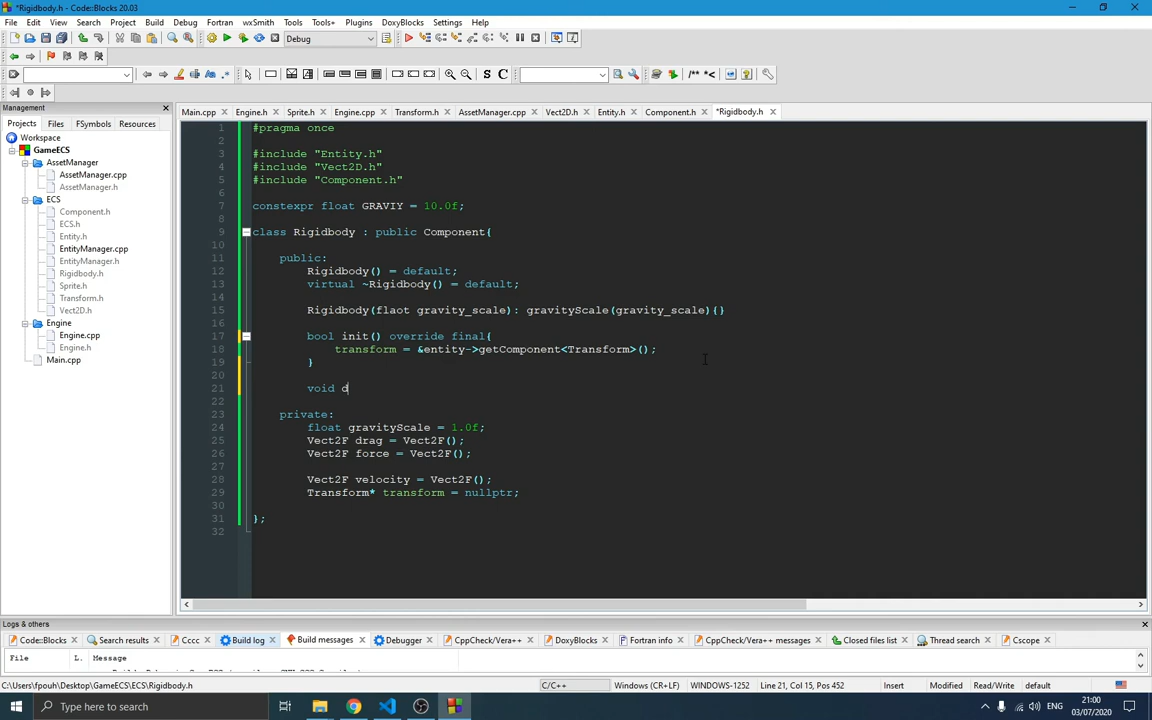 *Rigidbody.h - Code::Blocks 20.03
File Edit View Search Project Build Debug Fortran wxSmith Tools Tools+ Plugins DoxyBlocks Settings Help
Debug
Management
Projects Files FSymbols Resources
Workspace
GameECS
AssetManager
AssetManager.cpp
AssetManager.h
ECS
Component.h
ECS.h
Entity.h
EntityManager.cpp
EntityManager.h
Rigidbody.h
Sprite.h
Transform.h
Vect2D.h
Engine
Engine.cpp
Engine.h
Main.cpp
Main.cpp Engine.h Sprite.h Engine.cpp Transform.h AssetManager.cpp Vect2D.h Entity.h Component.h *Rigidbody.h
1 #pragma once
2
3 #include "Entity.h"
4 #include "Vect2D.h"
5 #include "Component.h"
6
7 constexpr float GRAVIY = 10.0f;
8
9 class Rigidbody : public Component{
10
11 public:
12 Rigidbody() = default;
13 virtual ~Rigidbody() = default;
14
15 Rigidbody(flaot gravity_scale): gravityScale(gravity_scale){}
16
17 bool init() override final{
18 transform = &entity->getComponent<Transform>();
19 }
20
21 void d
22
23 private:
24 float gravityScale = 1.0f;
25 Vect2F drag = Vect2F();
26 Vect2F force = Vect2F();
27
28 Vect2F velocity = Vect2F();
29 Transform* transform = nullptr;
30
31 };
32
Logs & others
Code::Blocks Search results Cccc Build log Build messages Debugger CppCheck/Vera++ DoxyBlocks Fortran info CppCheck/Vera++ messages Closed files list Thread search Cscope
File L. Message
C:\Users\fpouh\Desktop\GameECS\ECS\Rigidbody.h C/C++ Windows (CR+LF) WINDOWS-1252 Line 21, Col 15, Pos 452 Insert Modified Read/Write default
Type here to search
ENG
21:00
03/07/2020